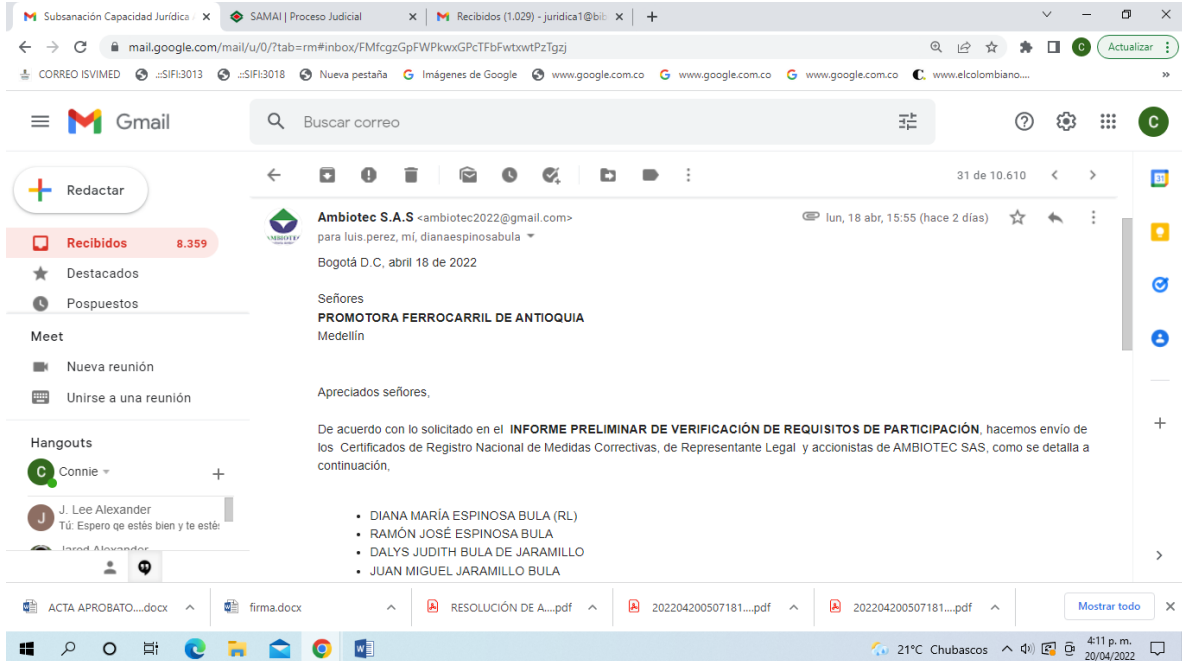 Subsanación Capacidad Jurídica
SAMAI | Proceso Judicial
Recibidos (1.029) - juridica1@bib
mail.google.com/mail/u/0/?tab=rm#inbox/FMfcgzGpFWPkwxGPcTFbFwtxwtPzTgzj
C
Actualizar
CORREO ISVIMED
.::SIFI:3013
.::SIFI:3018
Nueva pestaña
Imágenes de Google
www.google.com.co
www.google.com.co
www.google.com.co
www.elcolombiano....
»
Gmail
Buscar correo
C
Redactar
31 de 10.610
Recibidos 8.359
Destacados
Pospuestos
Meet
Nueva reunión
Unirse a una reunión
Hangouts
C
Connie
J
J. Lee Alexander
Tú: Espero qe estés bien y te esté
Jared Alexander
Ambiotec S.A.S <ambiotec2022@gmail.com>
lun, 18 abr, 15:55 (hace 2 días)
para luis.perez, mí, dianaespinosabula
Bogotá D.C, abril 18 de 2022
Señores
PROMOTORA FERROCARRIL DE ANTIOQUIA
Medellín
Apreciados señores,
De acuerdo con lo solicitado en el INFORME PRELIMINAR DE VERIFICACIÓN DE REQUISITOS DE PARTICIPACIÓN, hacemos envío de
los Certificados de Registro Nacional de Medidas Correctivas, de Representante Legal y accionistas de AMBIOTEC SAS, como se detalla a
continuación,
• DIANA MARÍA ESPINOSA BULA (RL)
• RAMÓN JOSÉ ESPINOSA BULA
• DALYS JUDITH BULA DE JARAMILLO
• JUAN MIGUEL JARAMILLO BULA
31
ACTA APROBATO....docx
firma.docx
RESOLUCIÓN DE A....pdf
202204200507181....pdf
202204200507181....pdf
Mostrar todo
21°C Chubascos
4:11 p. m.
20/04/2022